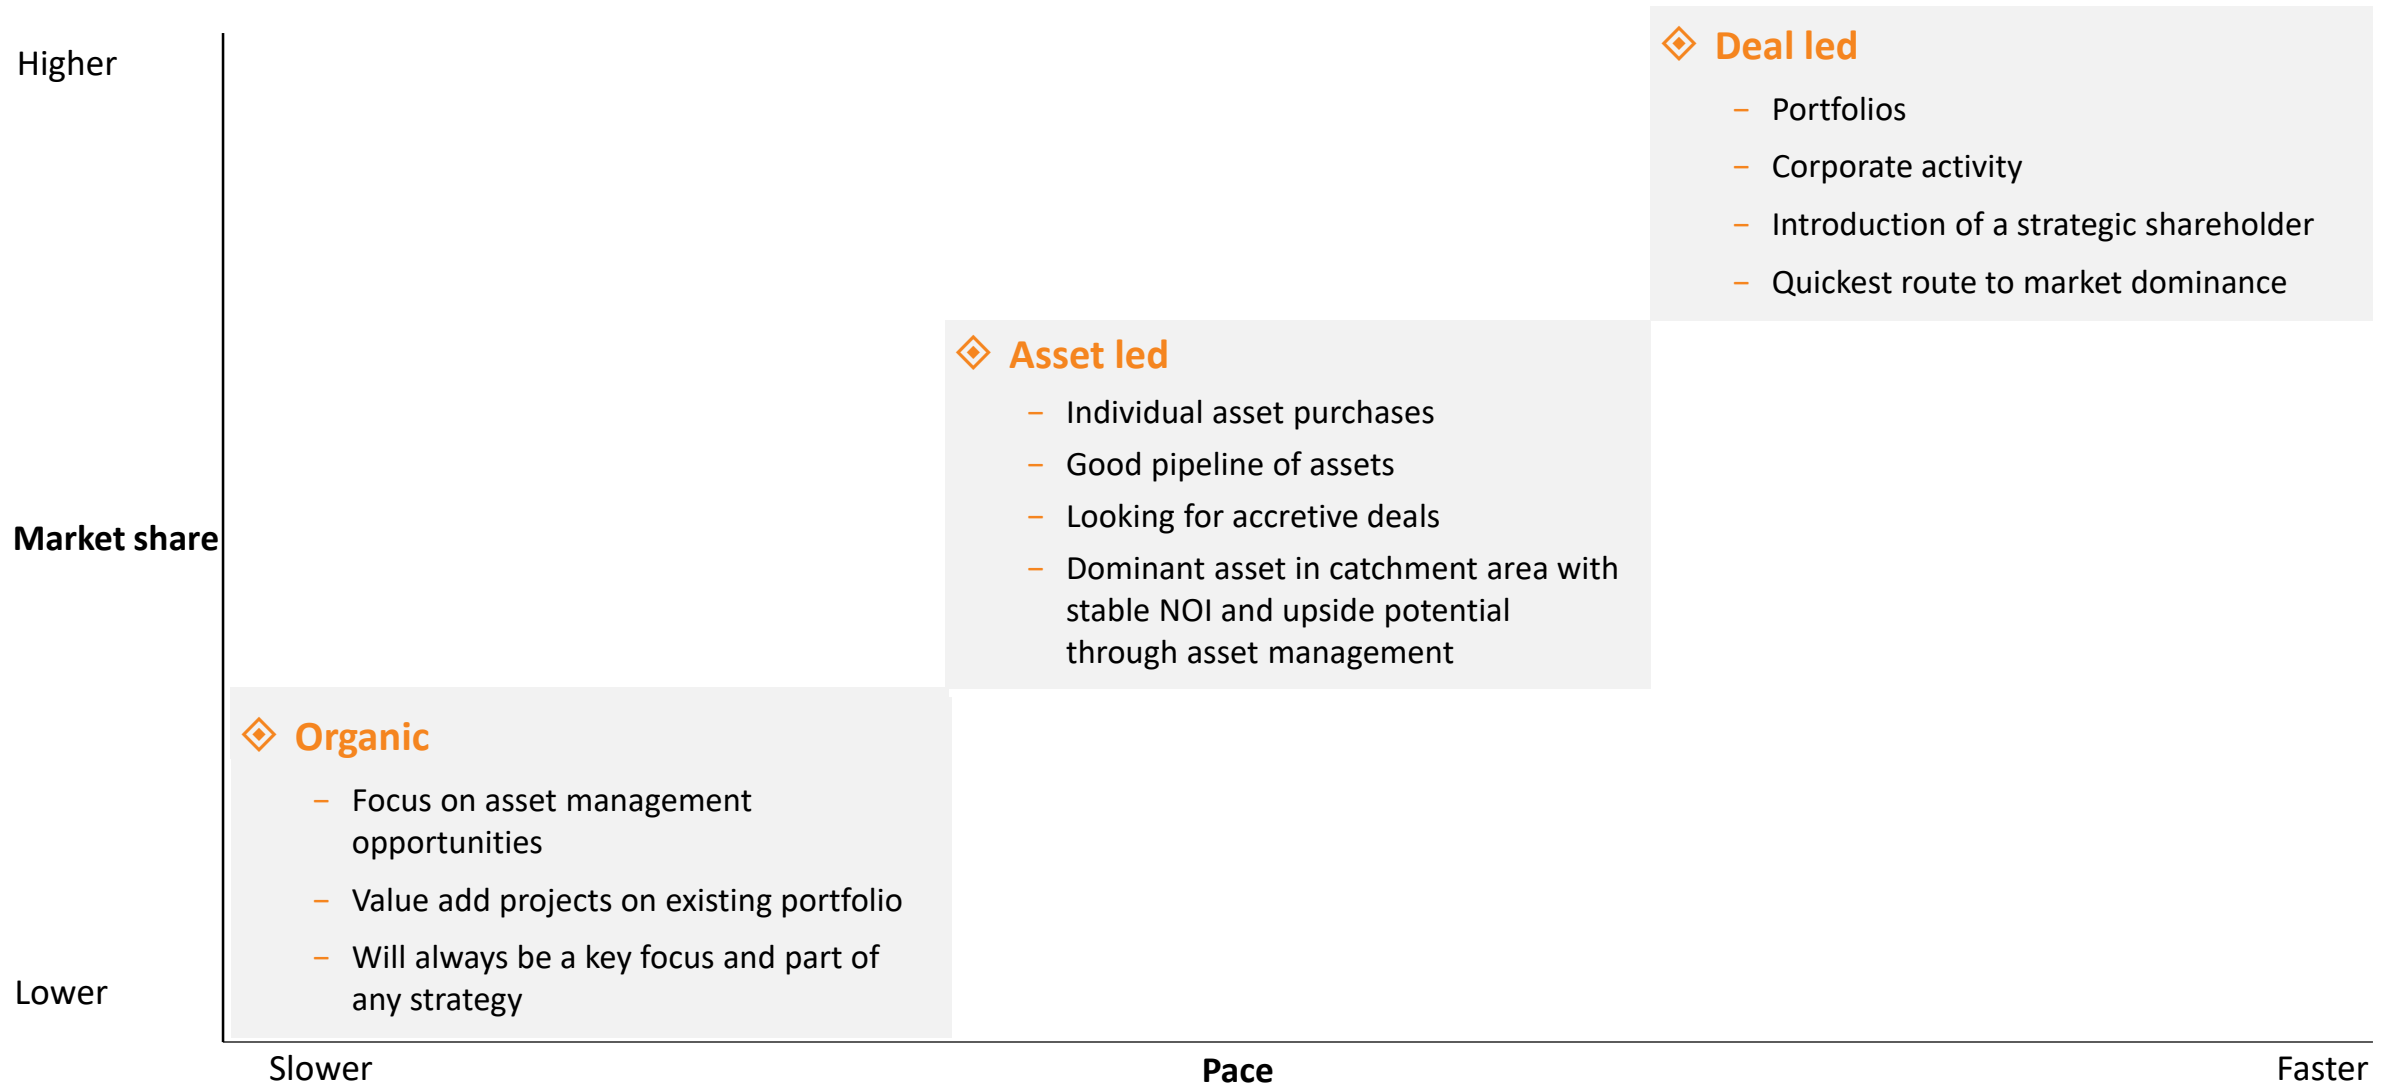 Higher
Deal led
– Portfolios
– Corporate activity
– Introduction of a strategic shareholder
– Quickest route to market dominance
Asset led
– Individual asset purchases
– Good pipeline of assets
– Looking for accretive deals
– Dominant asset in catchment area with
stable NOI and upside potential
through asset management
Market share
Organic
– Focus on asset management
opportunities
– Value add projects on existing portfolio
– Will always be a key focus and part of
any strategy
Lower
Slower
Pace
Faster